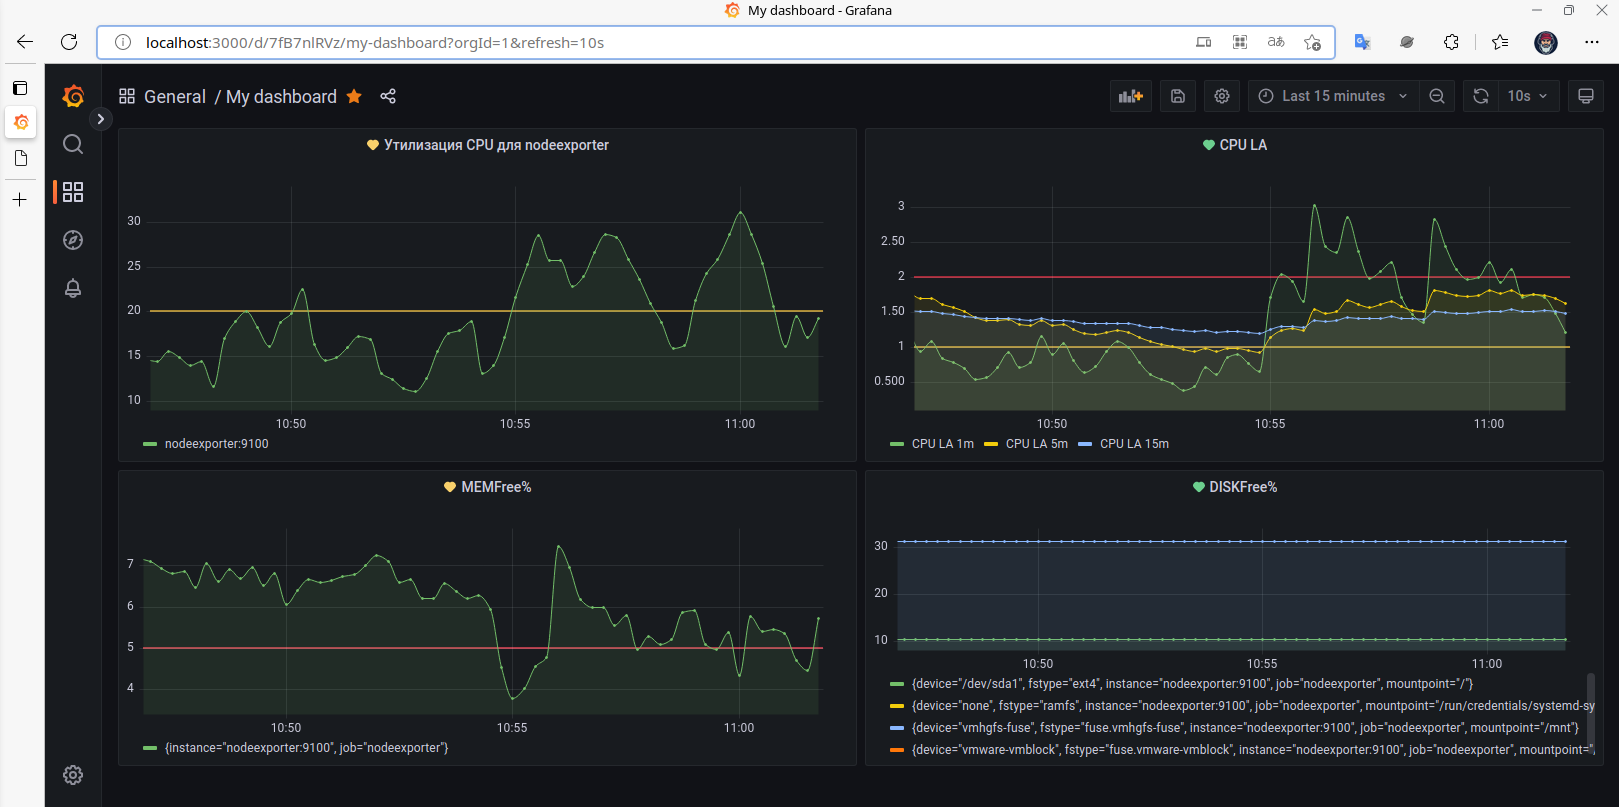 My dashboard - Grafana
localhost:3000/d/7fB7nlRVz/my-dashboard?orgId=1&refresh=10s
General / My dashboard
Last 15 minutes
10s
Утилизация CPU для nodeexporter
30
25
20
15
10
10:50 10:55 11:00
nodeexporter:9100
CPU LA
3
2.50
2
1.50
1
0.500
10:50 10:55 11:00
CPU LA 1m CPU LA 5m CPU LA 15m
MEMFree%
7
6
5
4
10:50 10:55 11:00
{instance="nodeexporter:9100", job="nodeexporter"}
DISKFree%
30
20
10
10:50 10:55 11:00
{device="/dev/sda1", fstype="ext4", instance="nodeexporter:9100", job="nodeexporter", mountpoint="/"}
{device="none", fstype="ramfs", instance="nodeexporter:9100", job="nodeexporter", mountpoint="/run/credentials/systemd-sy
{device="vmhgfs-fuse", fstype="fuse.vmhgfs-fuse", instance="nodeexporter:9100", job="nodeexporter", mountpoint="/mnt"}
{device="vmware-vmblock", fstype="fuse.vmware-vmblock", instance="nodeexporter:9100", job="nodeexporter", mountpoint="/